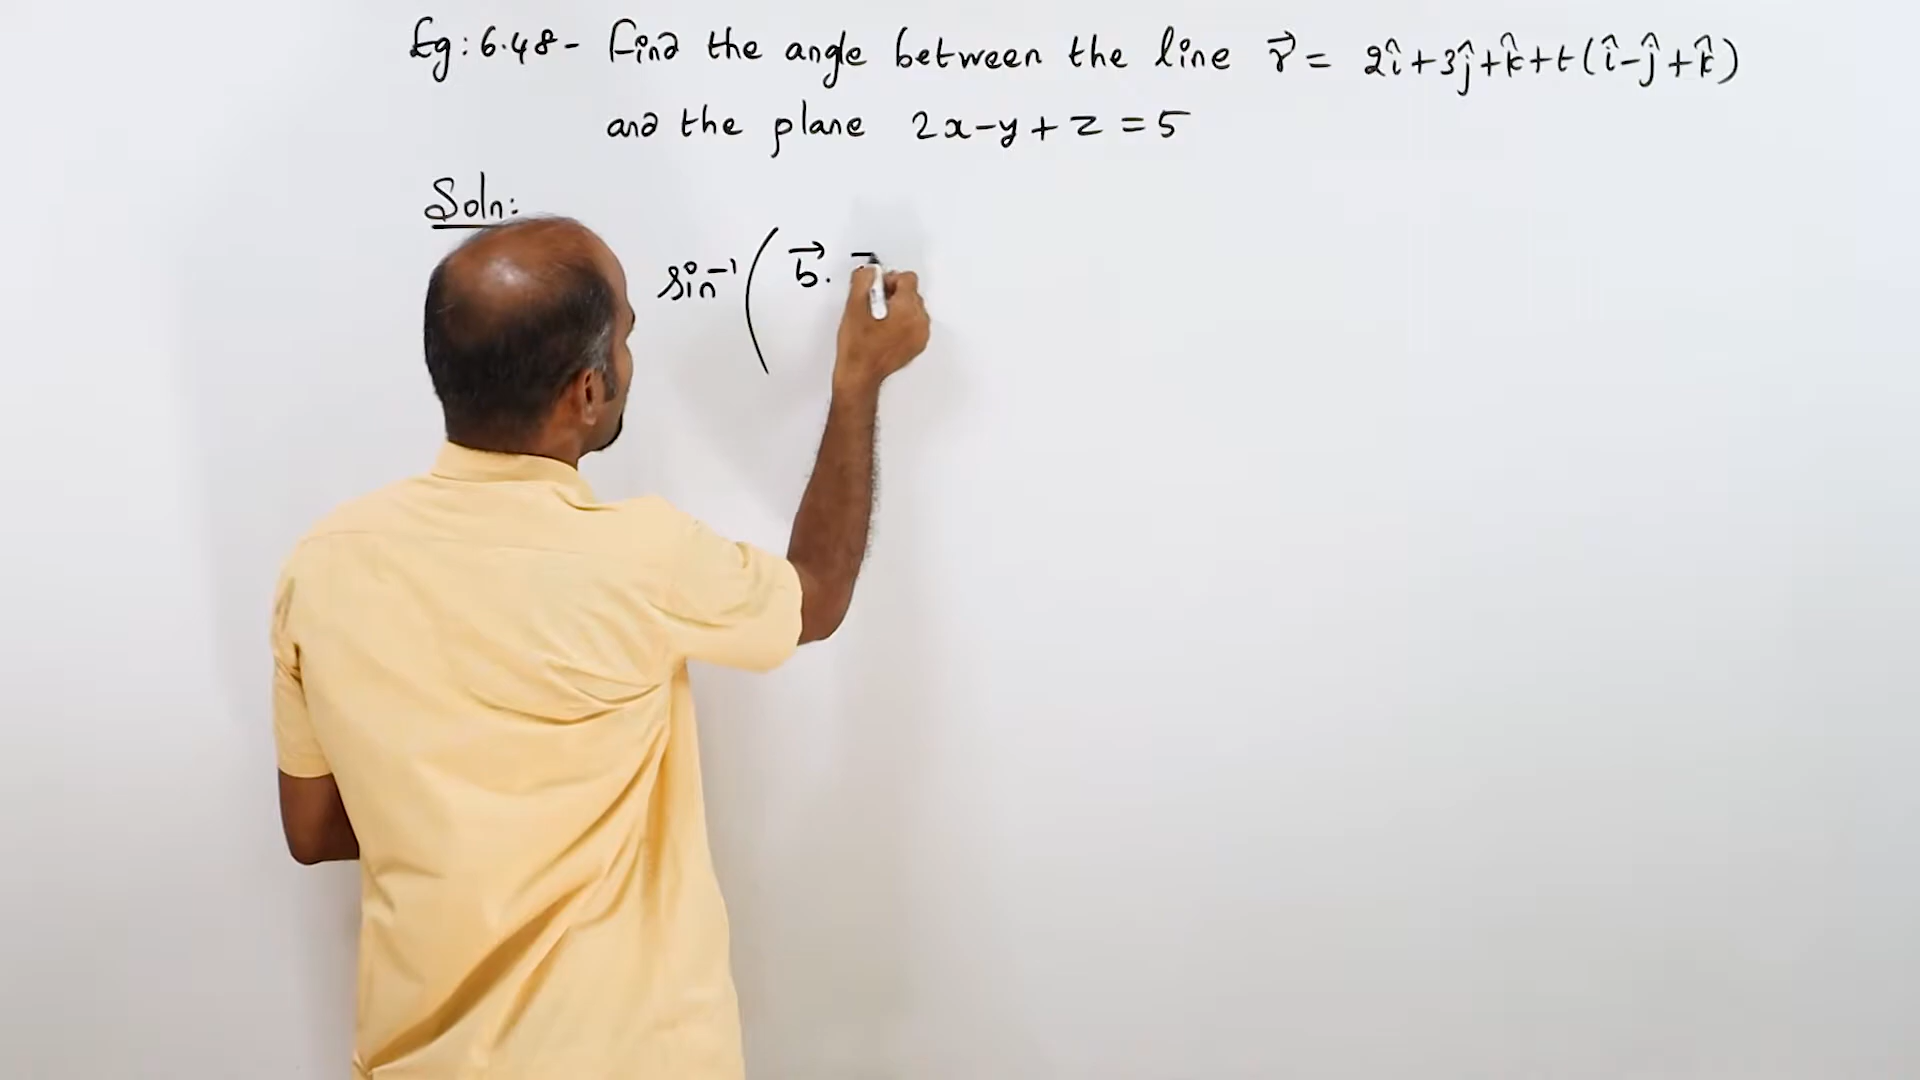 Eg: 6.48 - Find the angle between the line r⃗ = 2î+3ĵ+k̂+t(î-ĵ+k̂)
and the plane 2x-y+z=5
Soln:
sin⁻¹( b⃗.